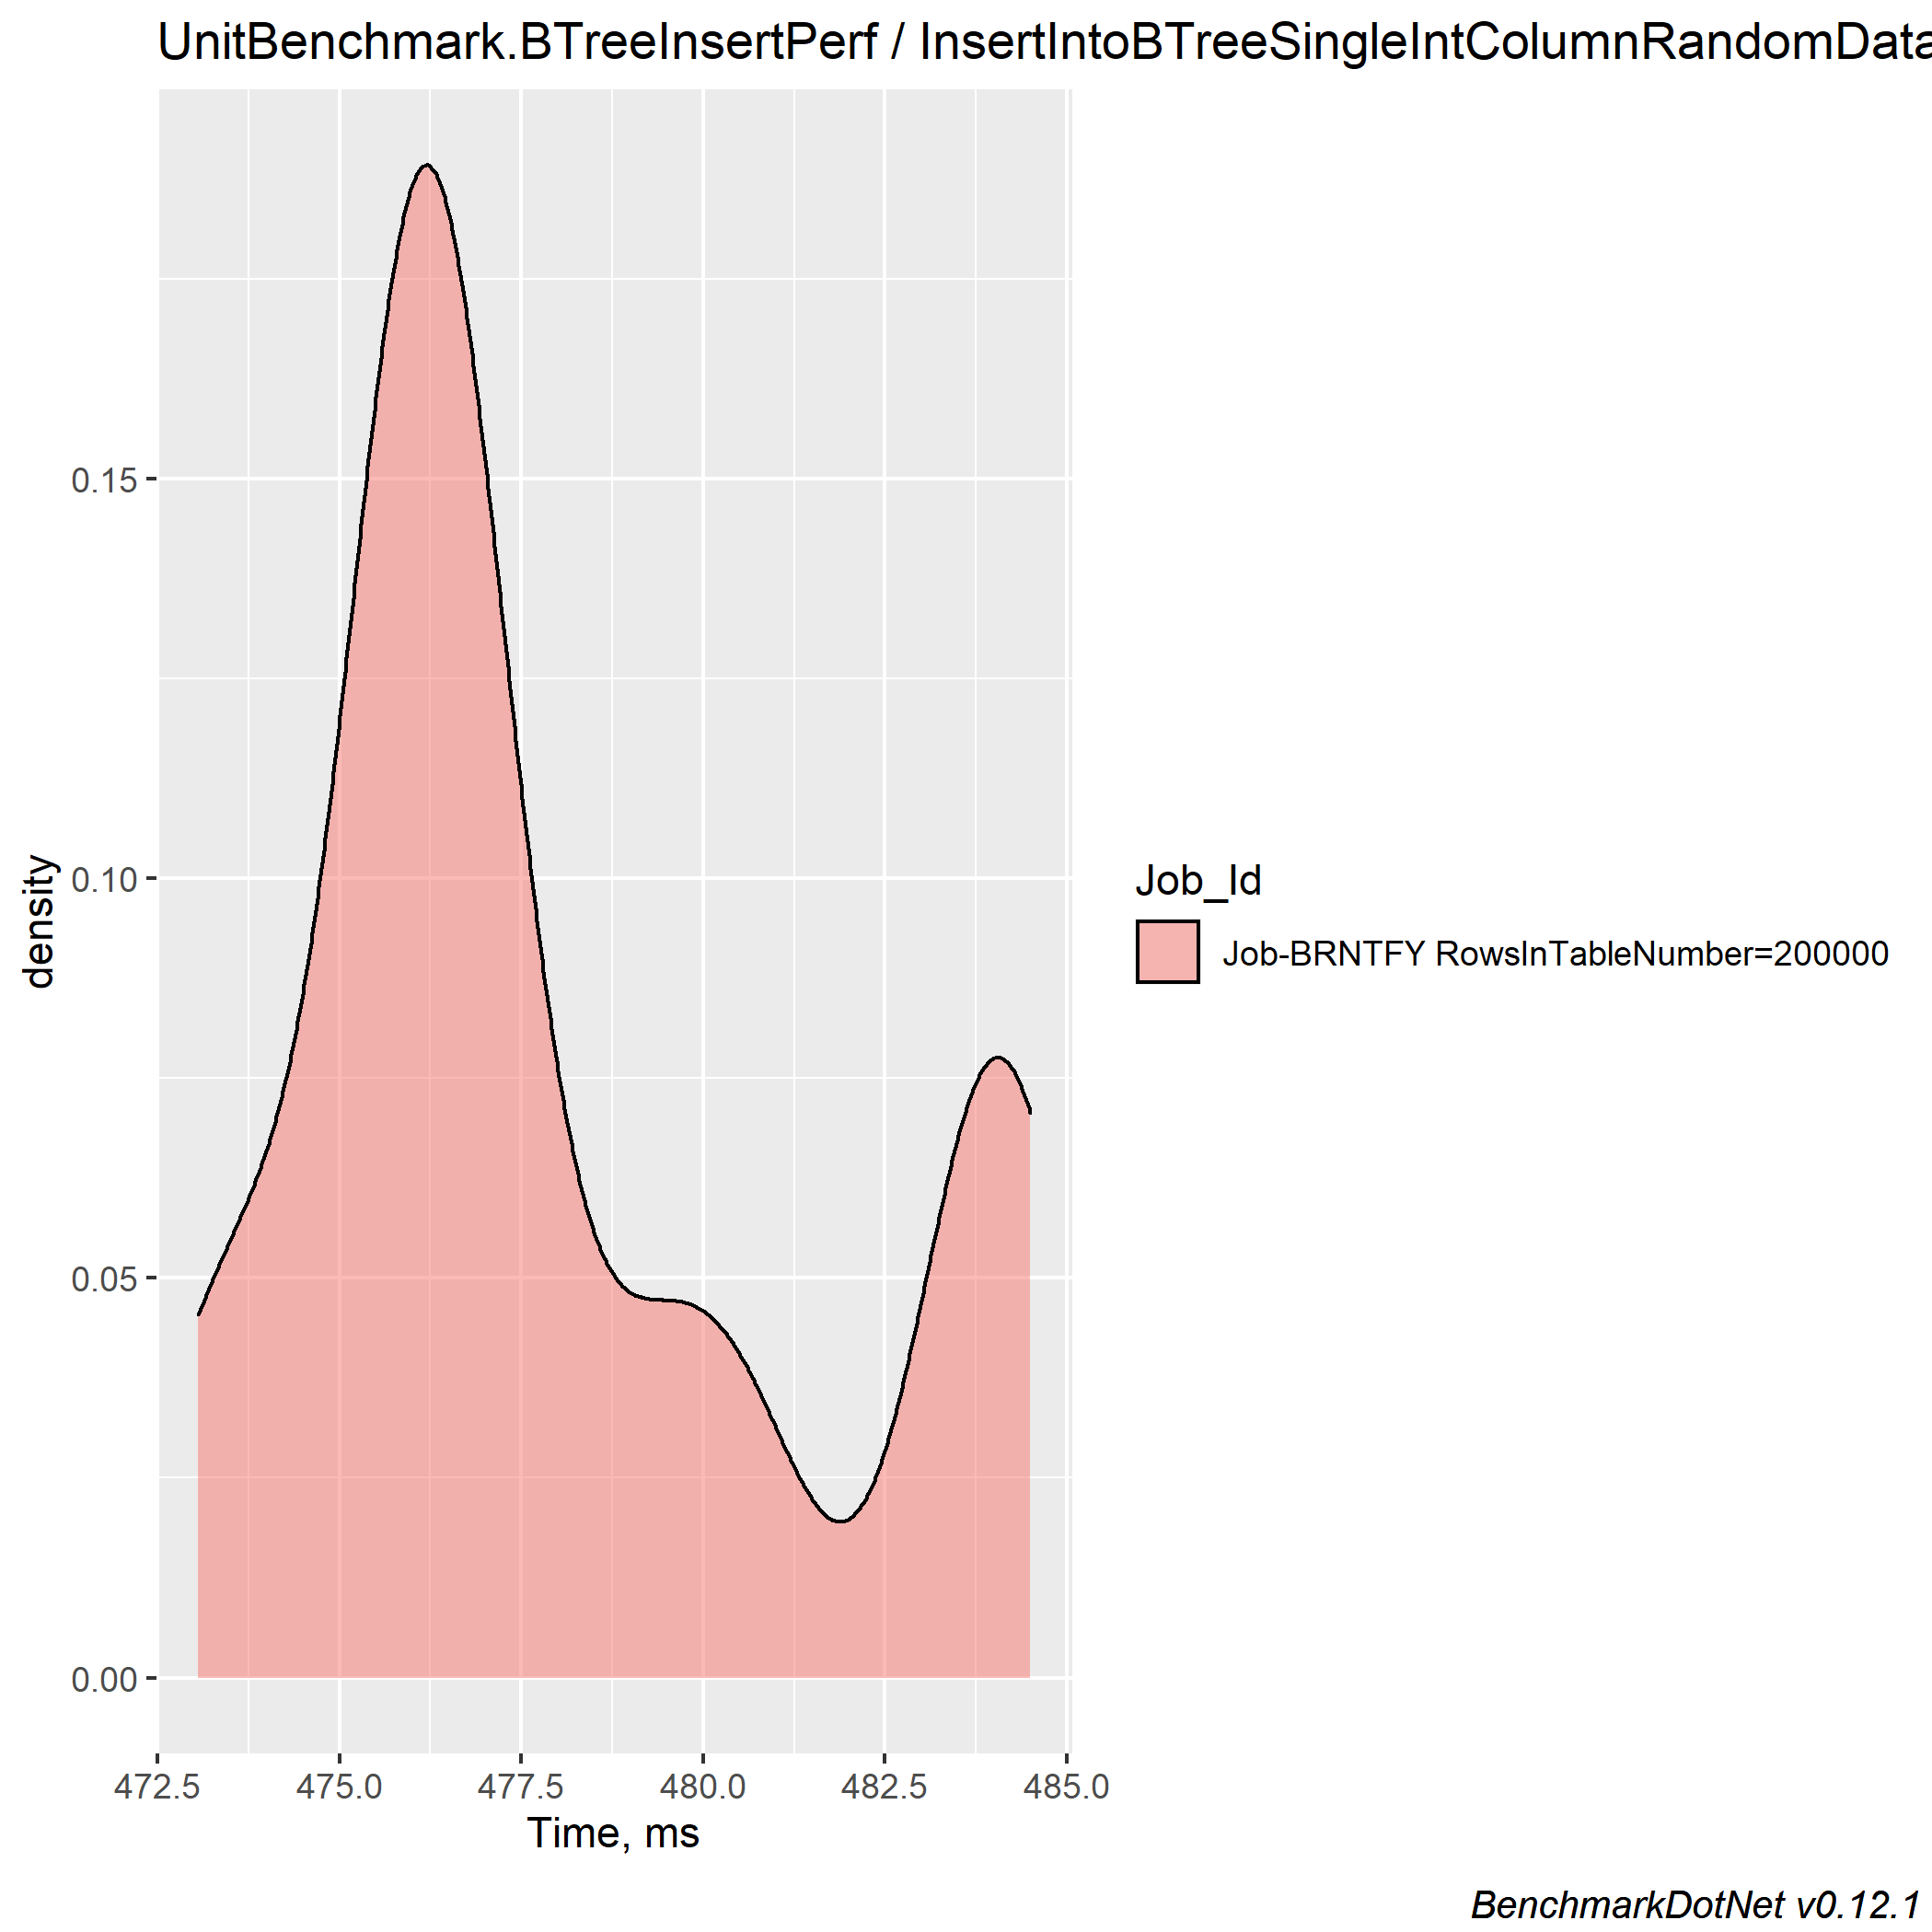 UnitBenchmark.BTreeInsertPerf / InsertIntoBTreeSingleIntColumnRandomData
0.15
0.10
0.05
0.00
density
472.5 475.0 477.5 480.0 482.5 485.0
Time, ms
Job_Id
Job-BRNTFY RowsInTableNumber=200000
BenchmarkDotNet v0.12.1